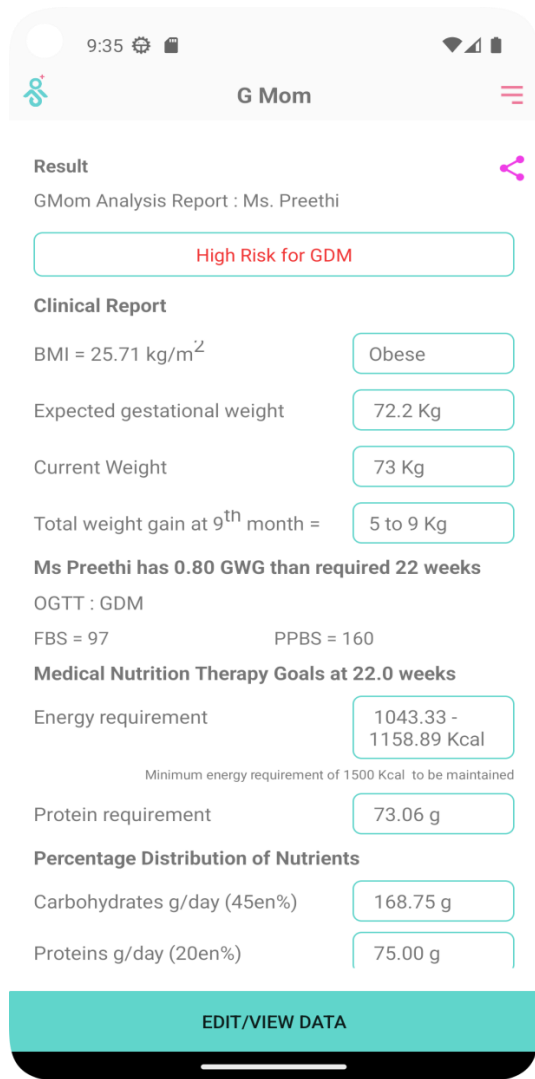 9:35
G Mom
Result
GMom Analysis Report : Ms. Preethi
High Risk for GDM
Clinical Report
BMI = 25.71 kg/m²
Obese
Expected gestational weight
72.2 Kg
Current Weight
73 Kg
Total weight gain at 9th month =
5 to 9 Kg
Ms Preethi has 0.80 GWG than required 22 weeks
OGTT : GDM
FBS = 97 PPBS = 160
Medical Nutrition Therapy Goals at 22.0 weeks
Energy requirement
1043.33 -
1158.89 Kcal
Minimum energy requirement of 1500 Kcal to be maintained
Protein requirement
73.06 g
Percentage Distribution of Nutrients
Carbohydrates g/day (45en%)
168.75 g
Proteins g/day (20en%)
75.00 g
EDIT/VIEW DATA